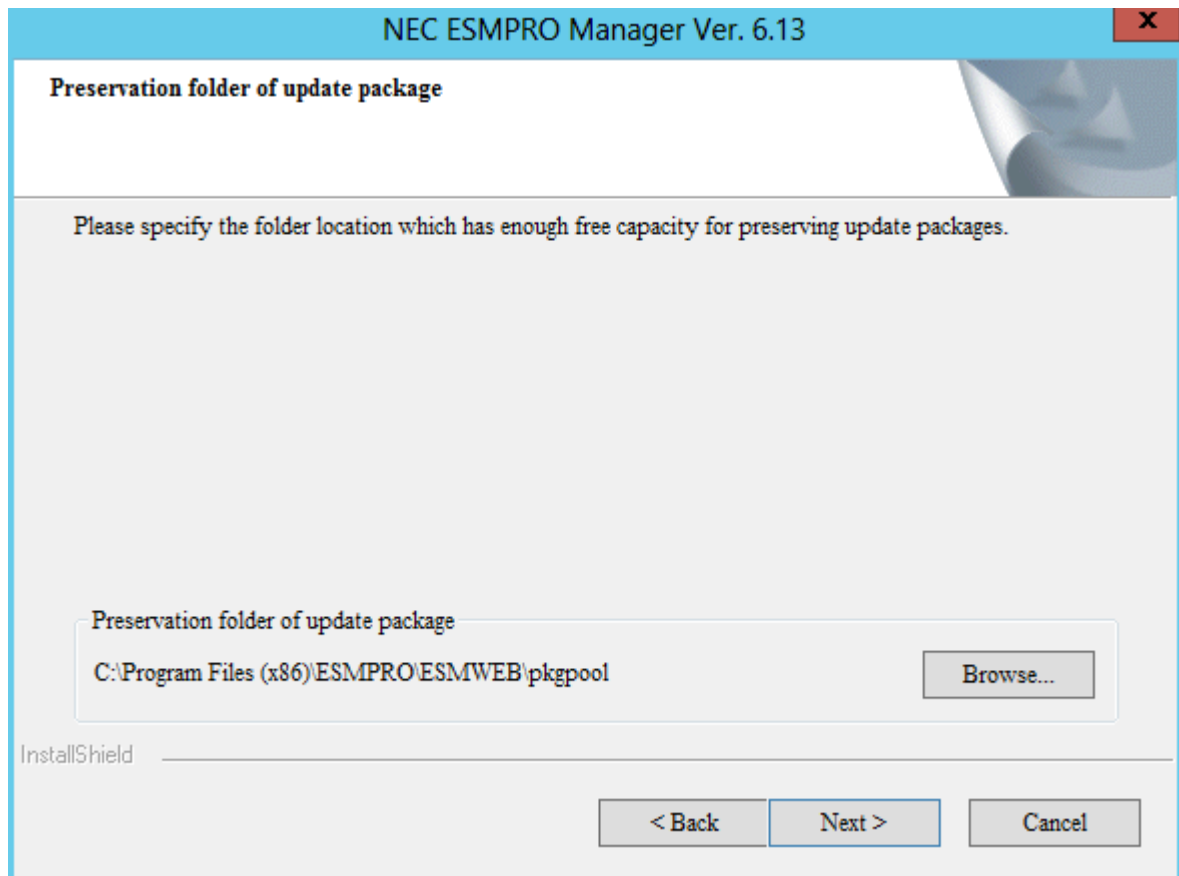 NEC ESMPRO Manager Ver. 6.13
x
Preservation folder of update package
Please specify the folder location which has enough free capacity for preserving update packages.
Preservation folder of update package
C:\Program Files (x86)\ESMPRO\ESMWEB\pkgpool
Browse...
InstallShield
< Back
Next >
Cancel